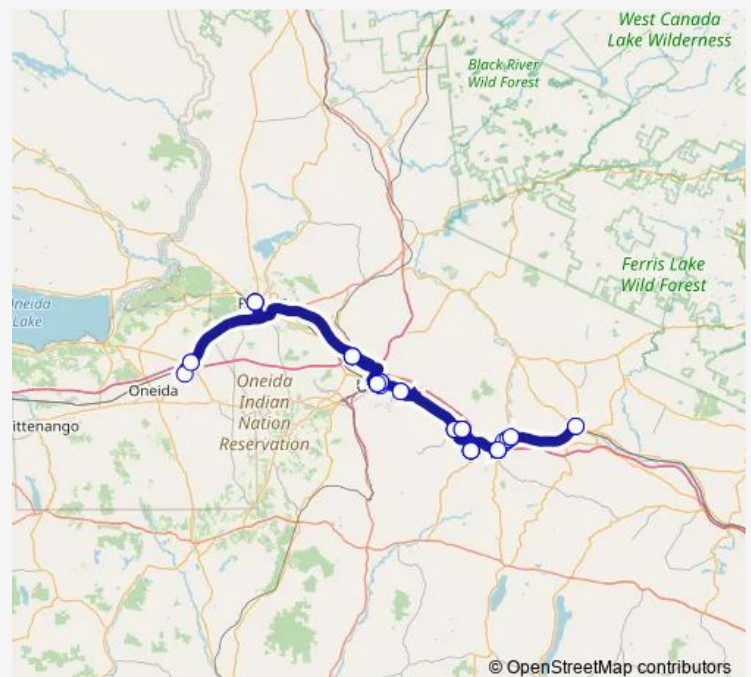 West Canada
Lake Wilderness
Black River
Wild Forest
Ferris Lake
Wild Forest
Oneida
Lake
Oneida
Oneida
Indian
Nation
Reservation
ittenango
© OpenStreetMap contributors